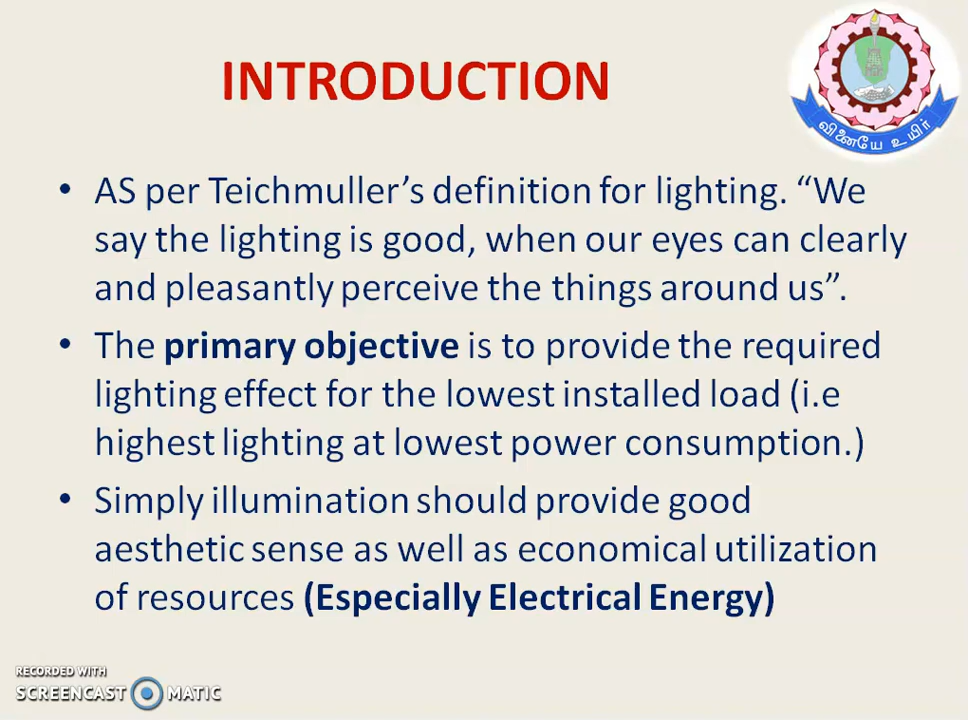 INTRODUCTION
வினையே உயிர்
• AS per Teichmuller’s definition for lighting. “We
say the lighting is good, when our eyes can clearly
and pleasantly perceive the things around us”.
• The primary objective is to provide the required
lighting effect for the lowest installed load (i.e
highest lighting at lowest power consumption.)
• Simply illumination should provide good
aesthetic sense as well as economical utilization
of resources (Especially Electrical Energy)
RECORDED WITH
SCREENCAST MATIC